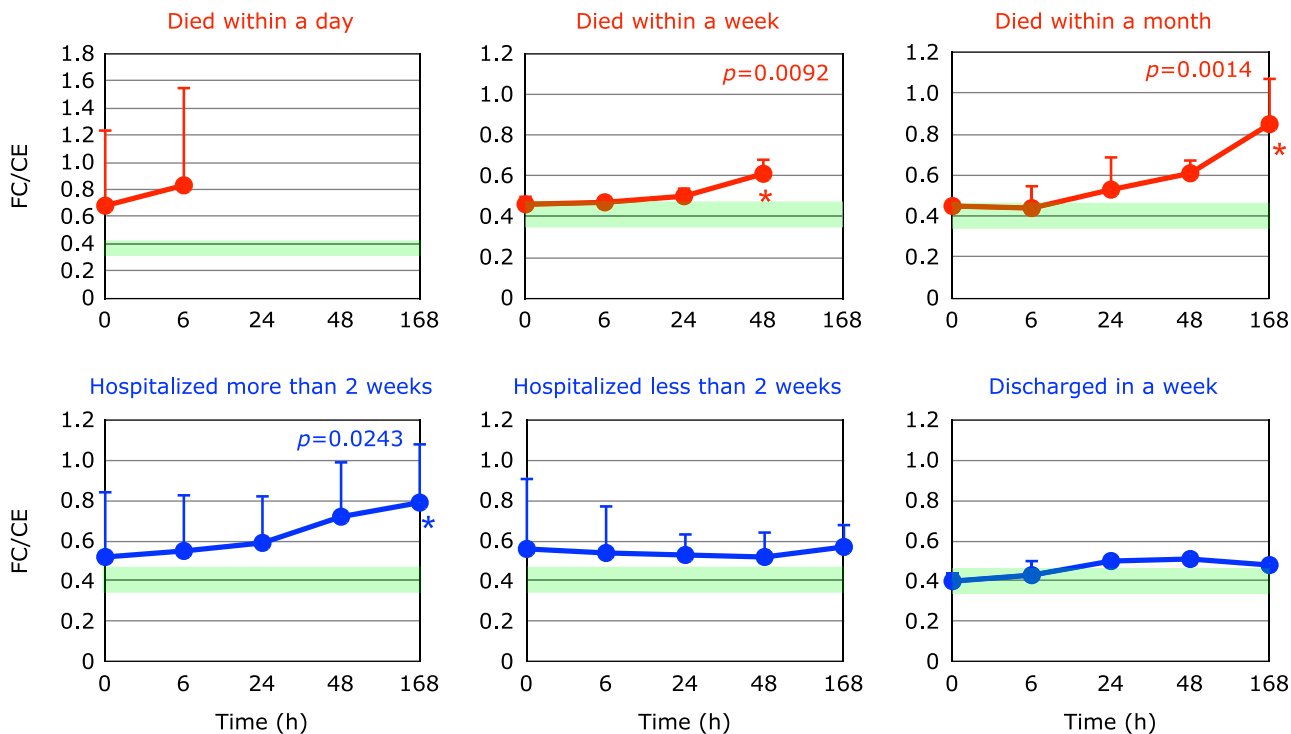 Died within a day
Died within a week
Died within a month
FC/CE
1.8
1.6
1.4
1.2
1.0
0.8
0.6
0.4
0.2
0
0 6 24 48 168
p=0.0092
1.2
1.0
0.8
0.6
0.4
0.2
0
*
0 6 24 48 168
p=0.0014
1.2
1.0
0.8
0.6
0.4
0.2
0
*
0 6 24 48 168
Hospitalized more than 2 weeks
Hospitalized less than 2 weeks
Discharged in a week
FC/CE
p=0.0243
1.2
1.0
0.8
0.6
0.4
0.2
0
*
0 6 24 48 168
Time (h)
1.2
1.0
0.8
0.6
0.4
0.2
0
0 6 24 48 168
Time (h)
1.2
1.0
0.8
0.6
0.4
0.2
0
0 6 24 48 168
Time (h)